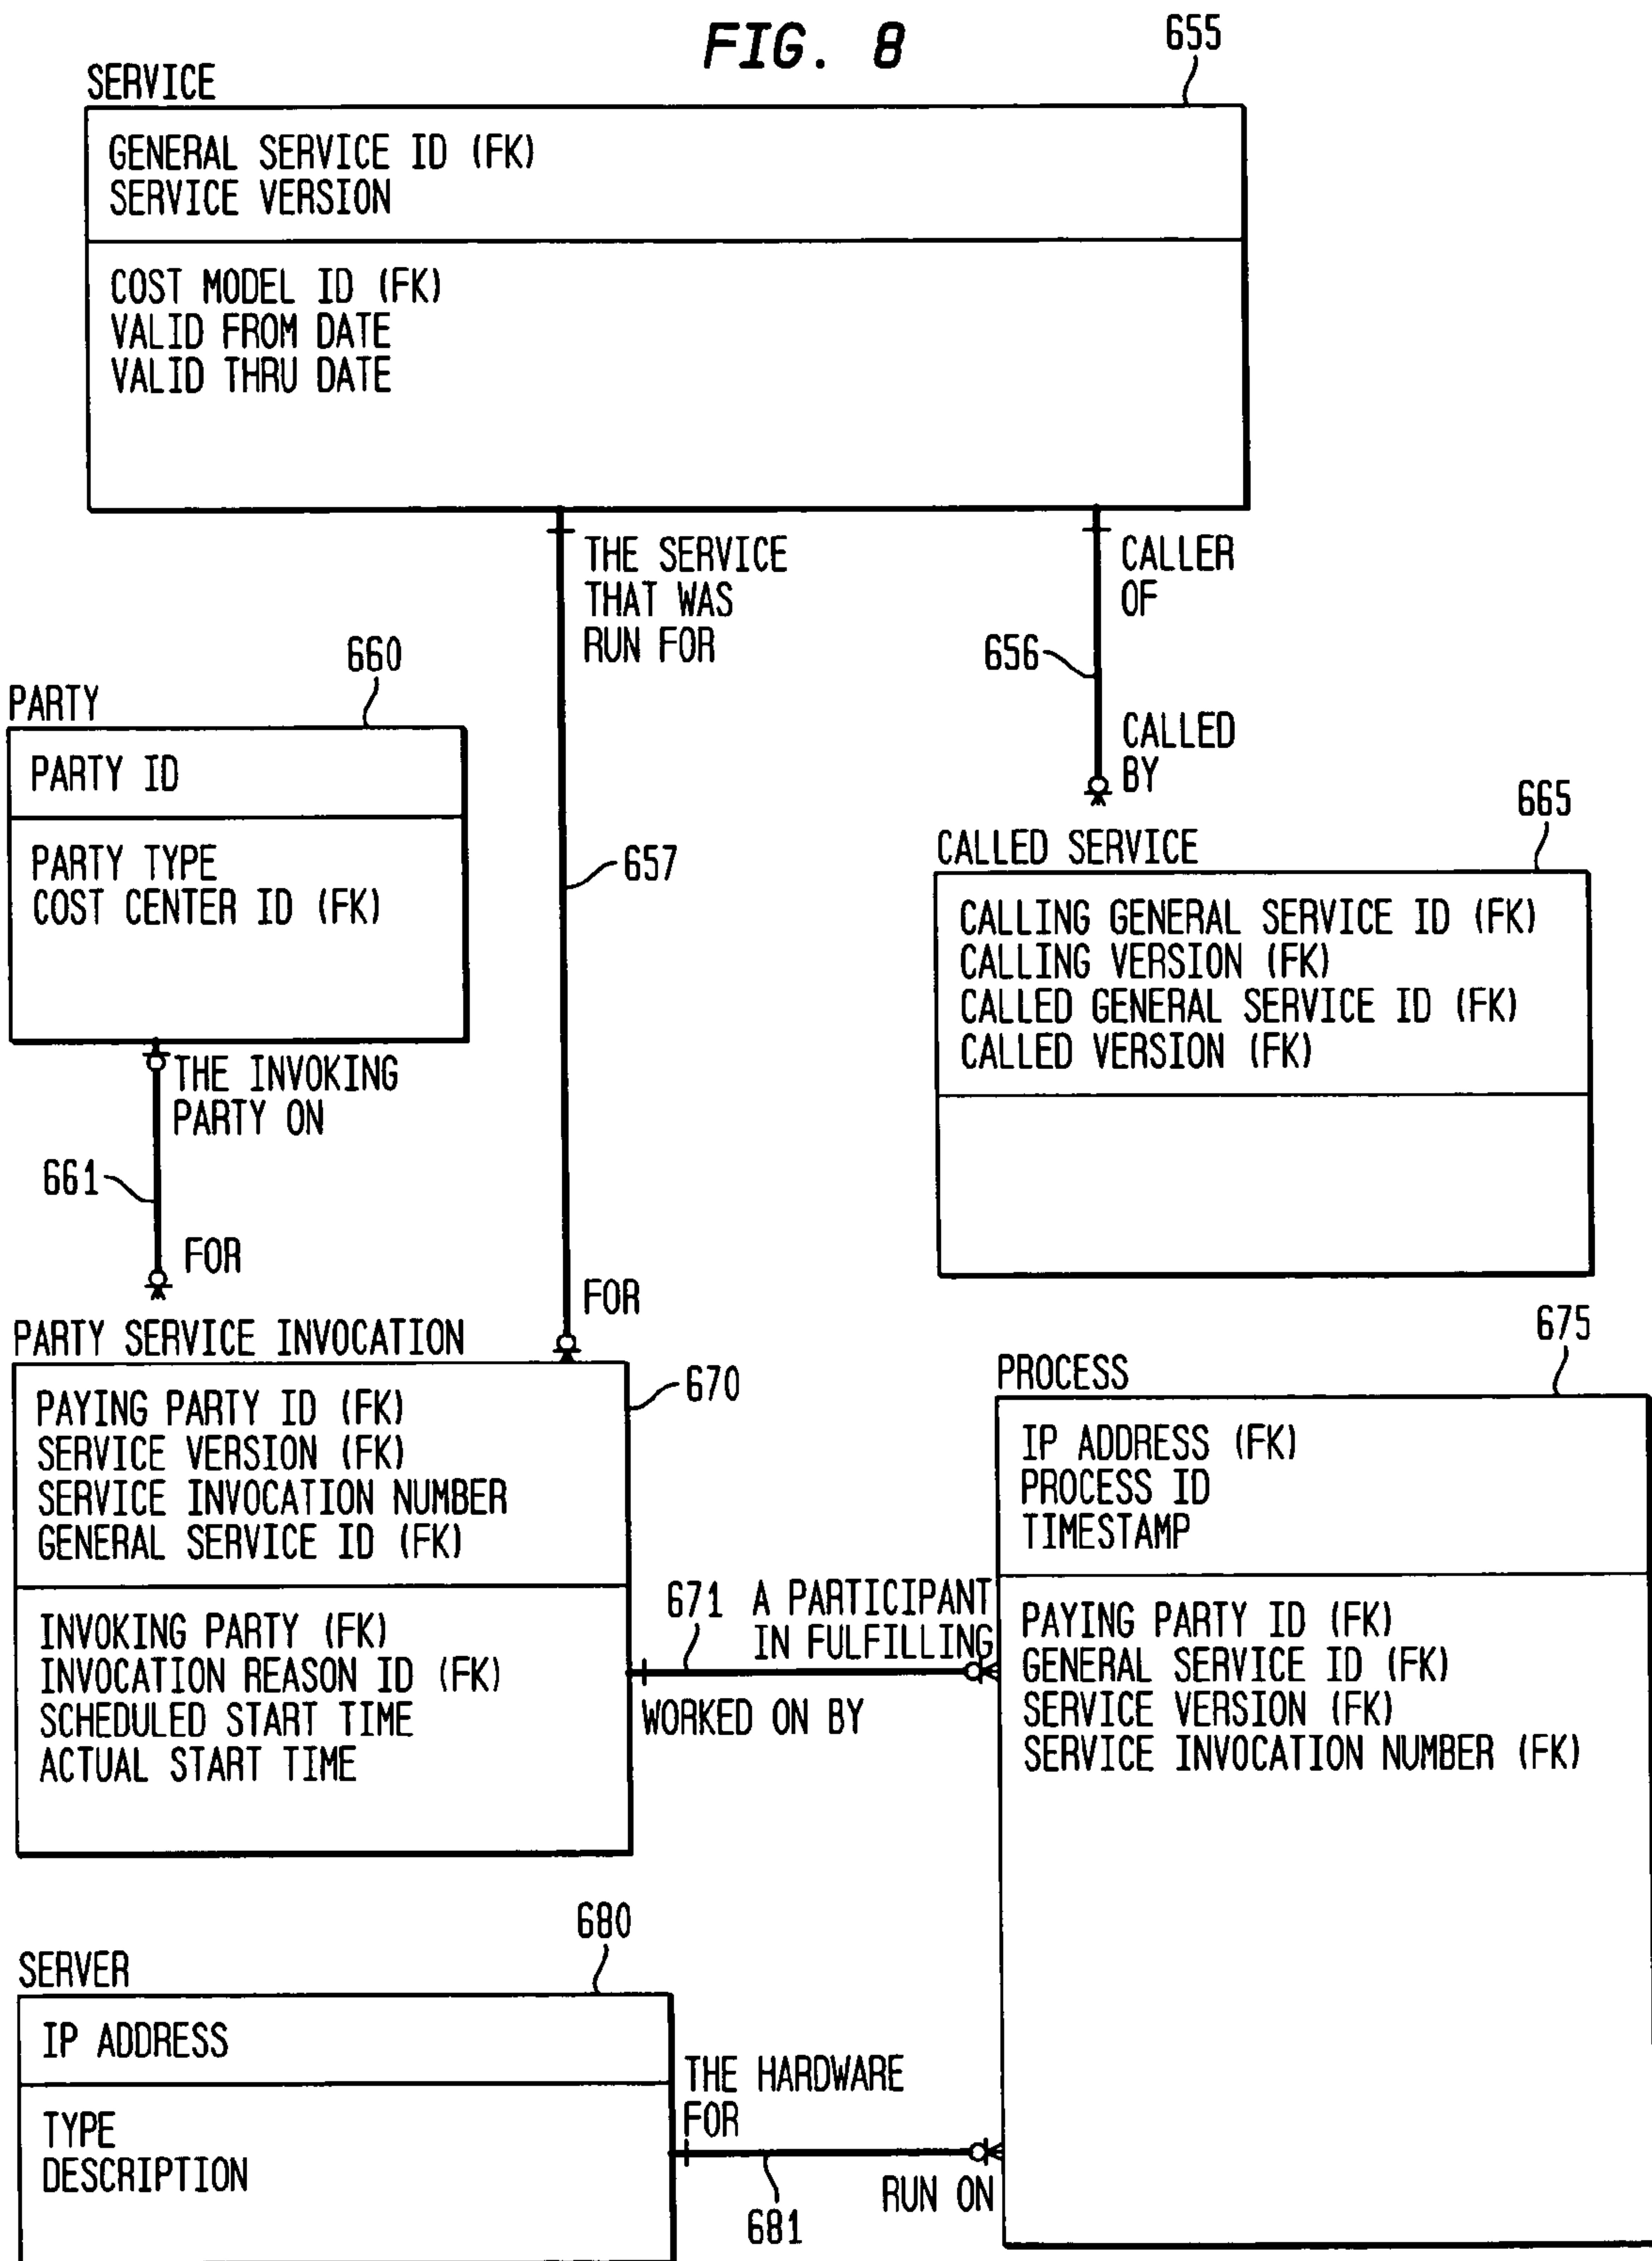 FIG. 8
655
SERVICE
GENERAL SERVICE ID (FK)
SERVICE VERSION
COST MODEL ID (FK)
VALID FROM DATE
VALID THRU DATE
THE SERVICE
THAT WAS
RUN FOR
CALLER
OF
656
CALLED
BY
660
PARTY
PARTY ID
PARTY TYPE
COST CENTER ID (FK)
657
665
CALLED SERVICE
CALLING GENERAL SERVICE ID (FK)
CALLING VERSION (FK)
CALLED GENERAL SERVICE ID (FK)
CALLED VERSION (FK)
THE INVOKING
PARTY ON
661
FOR
FOR
PARTY SERVICE INVOCATION
670
PAYING PARTY ID (FK)
SERVICE VERSION (FK)
SERVICE INVOCATION NUMBER
GENERAL SERVICE ID (FK)
INVOKING PARTY (FK)
INVOCATION REASON ID (FK)
SCHEDULED START TIME
ACTUAL START TIME
671
A PARTICIPANT
IN FULFILLING
WORKED ON BY
675
PROCESS
IP ADDRESS (FK)
PROCESS ID
TIMESTAMP
PAYING PARTY ID (FK)
GENERAL SERVICE ID (FK)
SERVICE VERSION (FK)
SERVICE INVOCATION NUMBER (FK)
680
SERVER
IP ADDRESS
TYPE
DESCRIPTION
THE HARDWARE
FOR
RUN ON
681